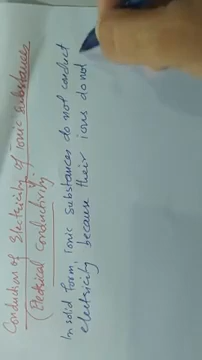 Conduction of Electricity of ionic substances
(Electrical conductivity)
In solid form, ionic substances do not conduct
electricity because their ions do not